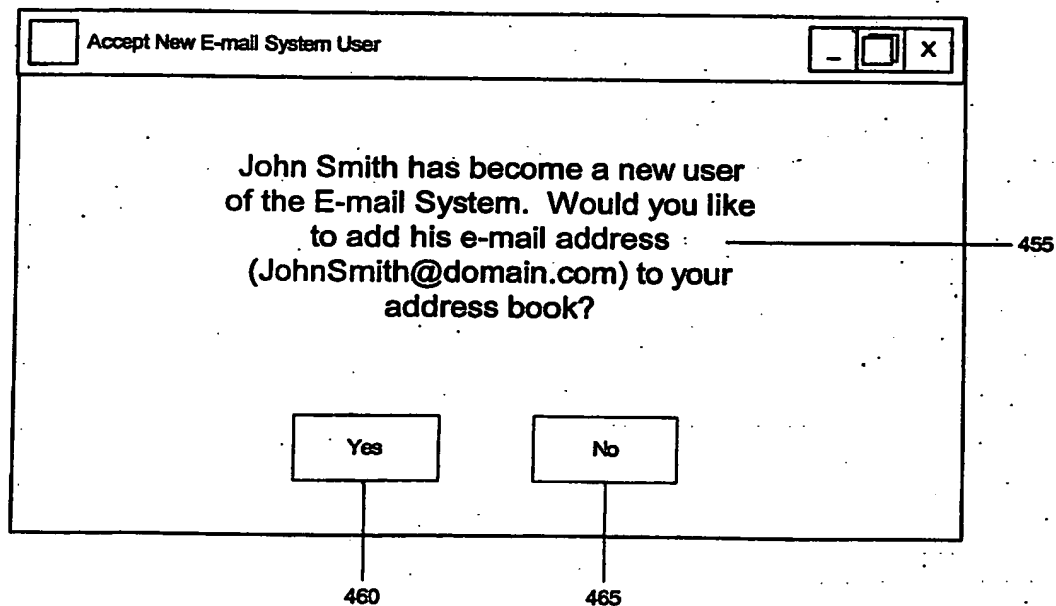 Accept New E-mail System User
_ X
John Smith has become a new user
of the E-mail System. Would you like
to add his e-mail address
455
(JohnSmith@domain.com) to your
address book?
Yes No
460 465